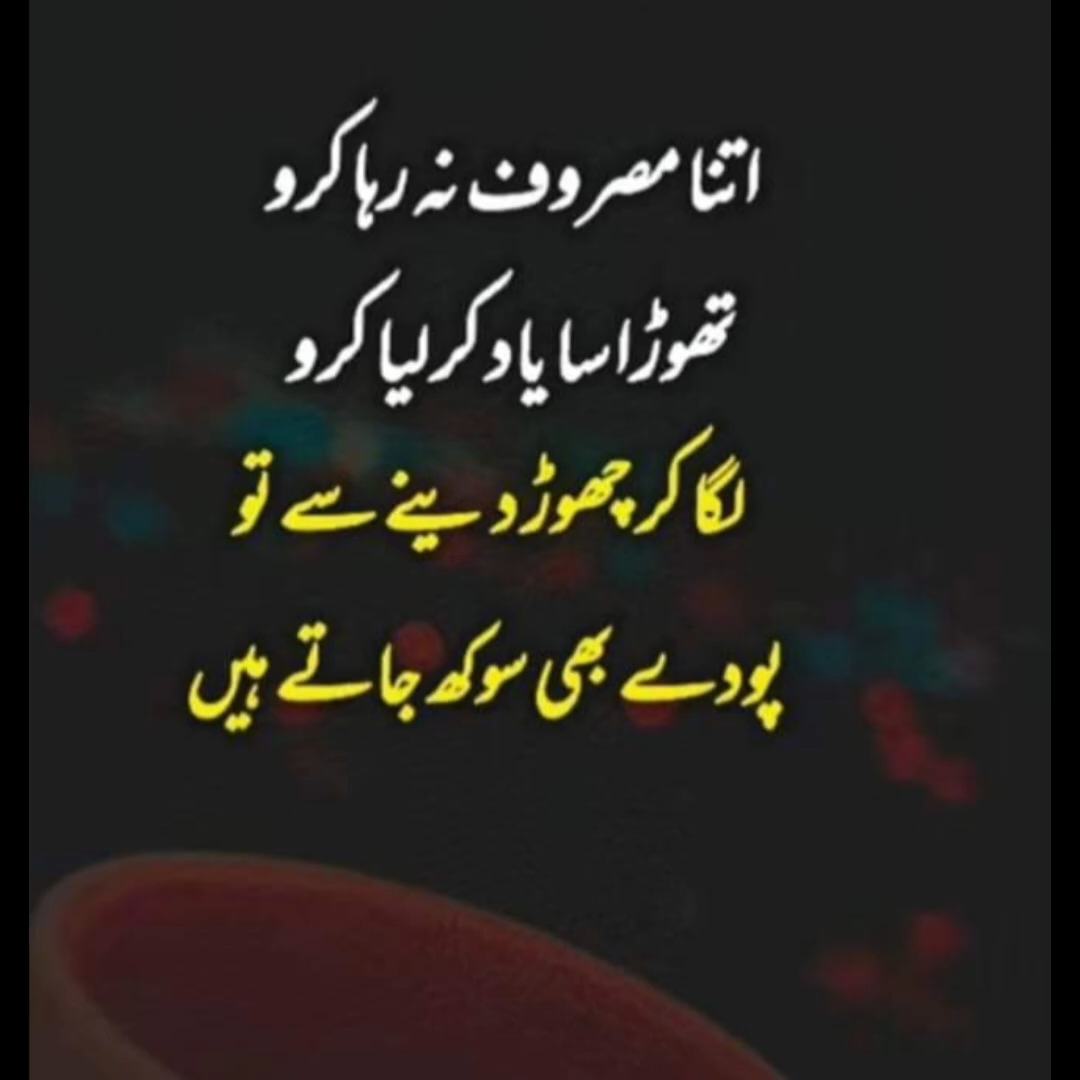 اتنا مصروف نہ رہا کرو
تھوڑا سا یاد کر لیا کرو
لگا کر چھوڑ دینے سے تو
پودے بھی سوکھ جاتے ہیں